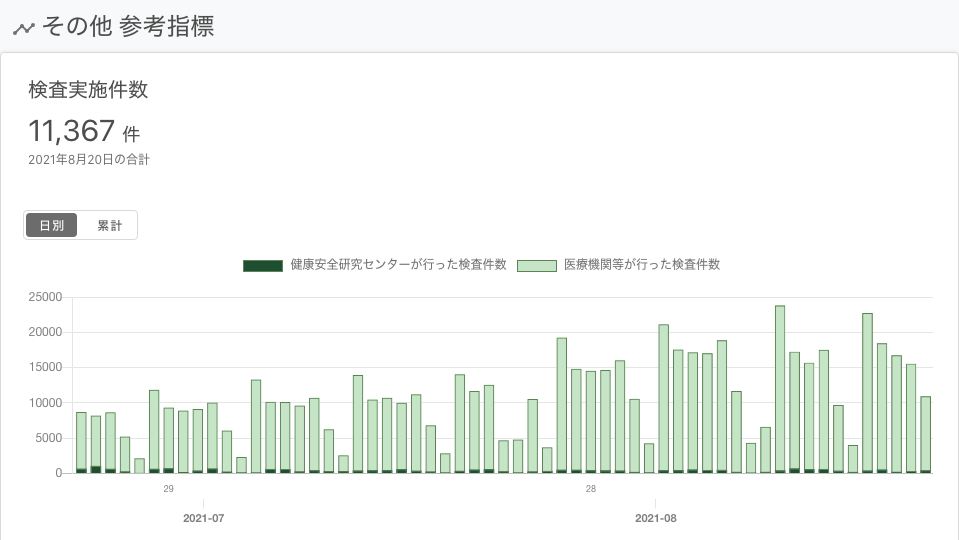 その他 参考指標
検査実施件数
11,367 件
2021年8月20日の合計
日別 累計
健康安全研究センターが行った検査件数 医療機関等が行った検査件数
25000
20000
15000
10000
5000
0
29 28
2021-07 2021-08